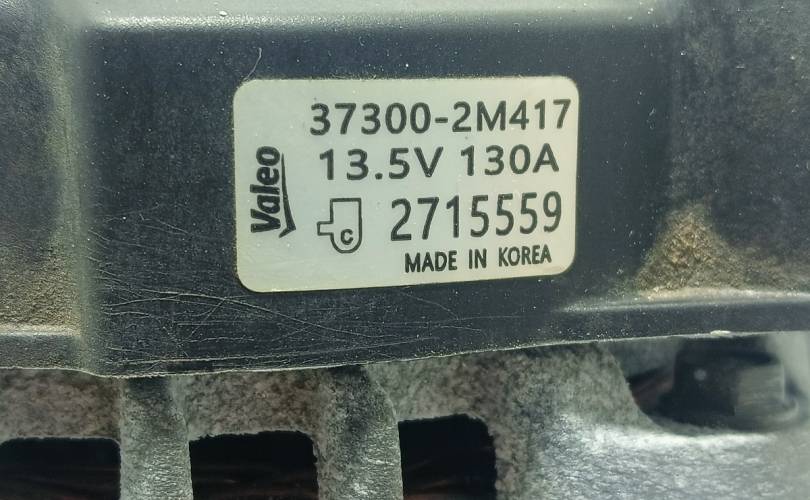 37300-2M417
13.5V 130A
Valeo
C 2715559
MADE IN KOREA